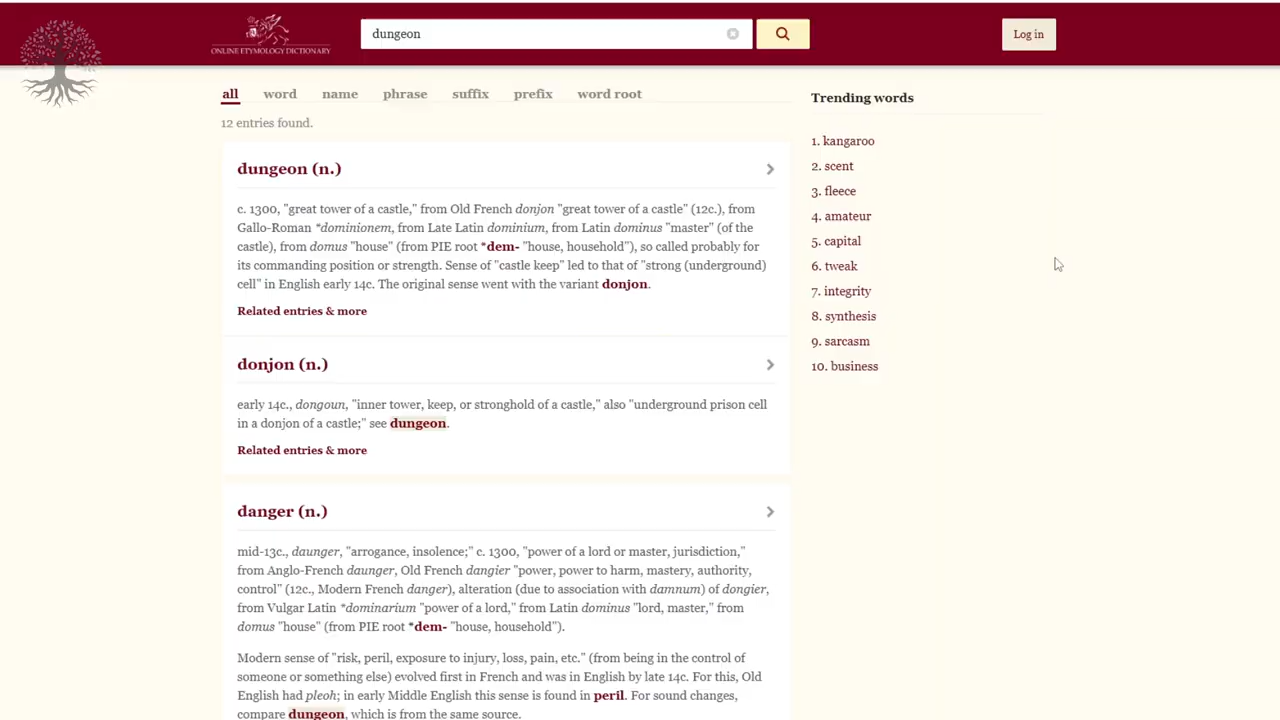 ONLINE ETYMOLOGY DICTIONARY
dungeon
Log in
all word name phrase suffix prefix word root
12 entries found.
dungeon (n.)
c. 1300, "great tower of a castle," from Old French donjon "great tower of a castle" (12c.), from
Gallo-Roman *dominionem, from Late Latin dominium, from Latin dominus "master" (of the
castle), from domus "house" (from PIE root *dem- "house, household"), so called probably for
its commanding position or strength. Sense of "castle keep" led to that of "strong (underground)
cell" in English early 14c. The original sense went with the variant donjon.
Related entries & more
donjon (n.)
early 14c., dongoun, "inner tower, keep, or stronghold of a castle," also "underground prison cell
in a donjon of a castle;" see dungeon.
Related entries & more
danger (n.)
mid-13c., daunger, "arrogance, insolence;" c. 1300, "power of a lord or master, jurisdiction,"
from Anglo-French daunger, Old French dangier "power, power to harm, mastery, authority,
control" (12c., Modern French danger), alteration (due to association with damnum) of dongier,
from Vulgar Latin *dominarium "power of a lord," from Latin dominus "lord, master," from
domus "house" (from PIE root *dem- "house, household").
Modern sense of "risk, peril, exposure to injury, loss, pain, etc." (from being in the control of
someone or something else) evolved first in French and was in English by late 14c. For this, Old
English had pleoh; in early Middle English this sense is found in peril. For sound changes,
compare dungeon, which is from the same source.
Trending words
1. kangaroo
2. scent
3. fleece
4. amateur
5. capital
6. tweak
7. integrity
8. synthesis
9. sarcasm
10. business